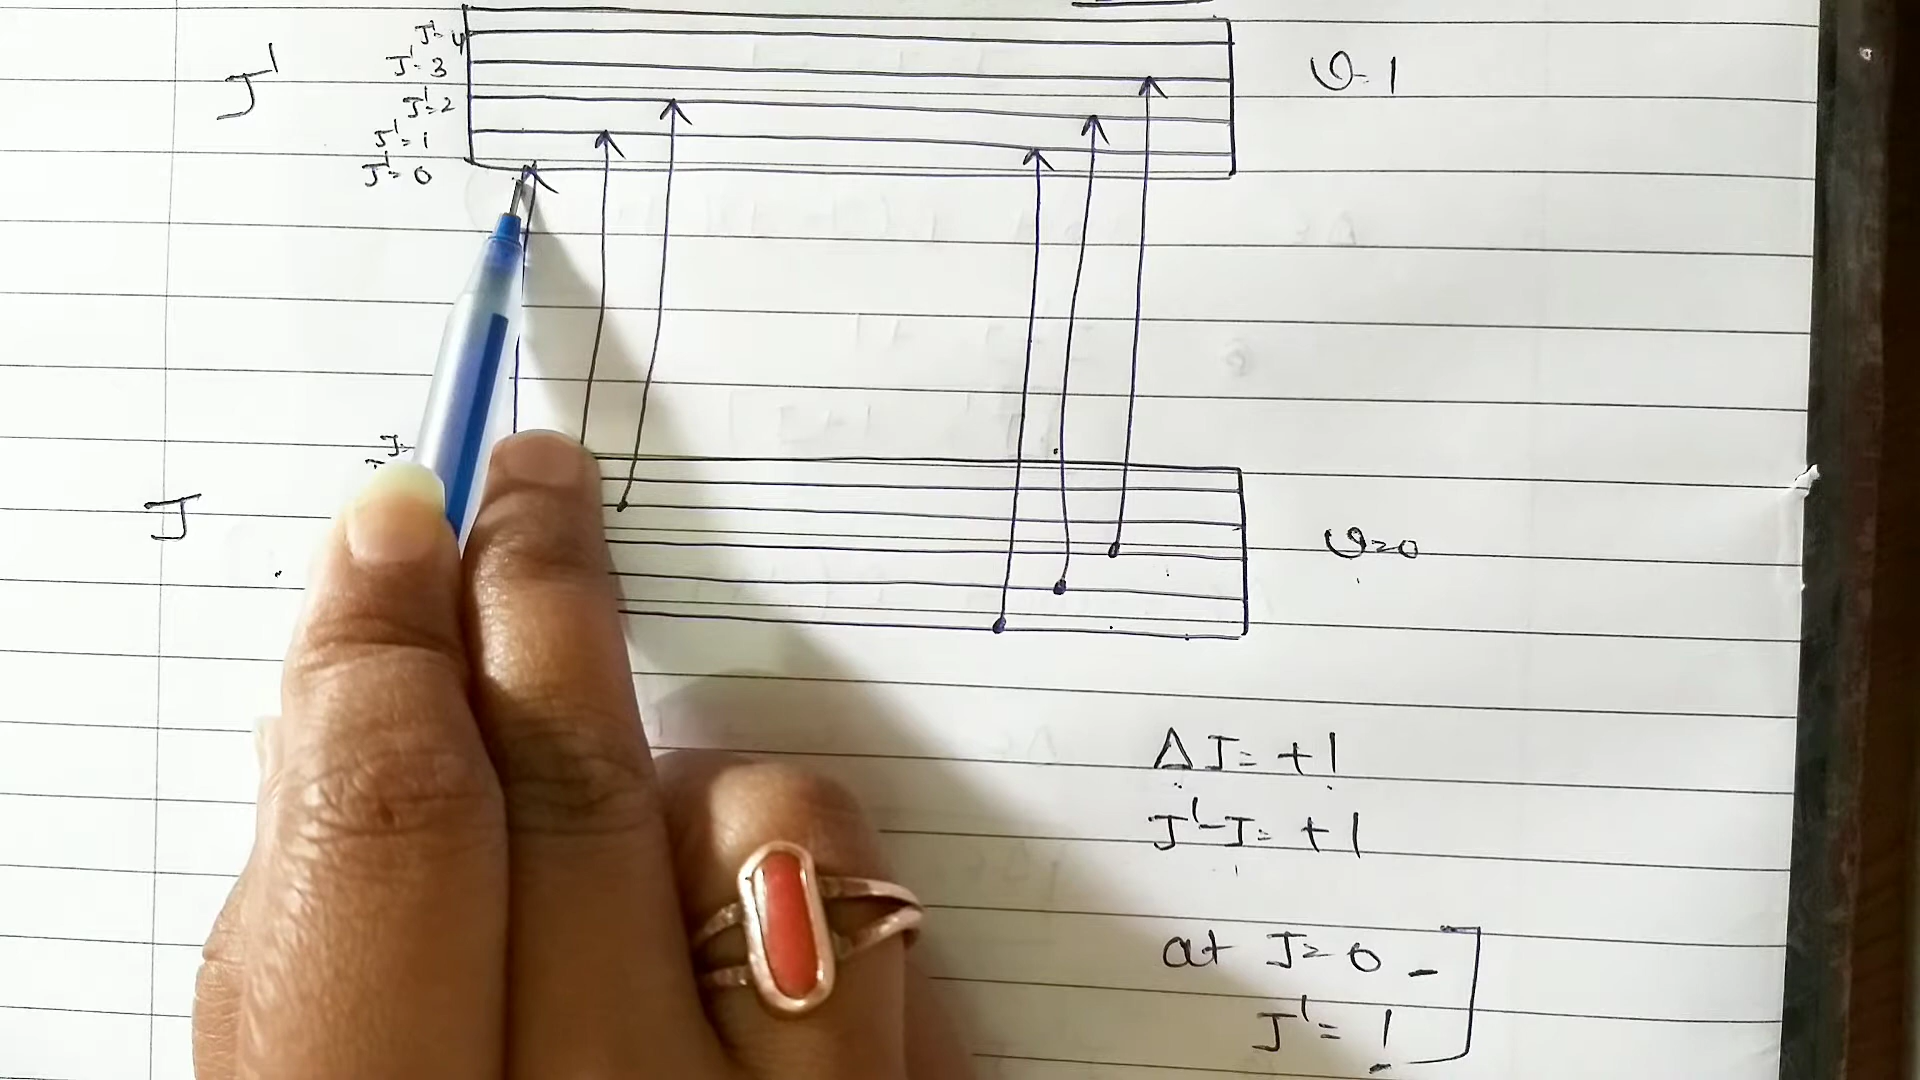 J'=4
J'=3
J' J'=2 υ=1
J'=1
J'=0
J=
J υ=0
ΔJ= +1
J'-J= +1
at J=0 -
J'= 1